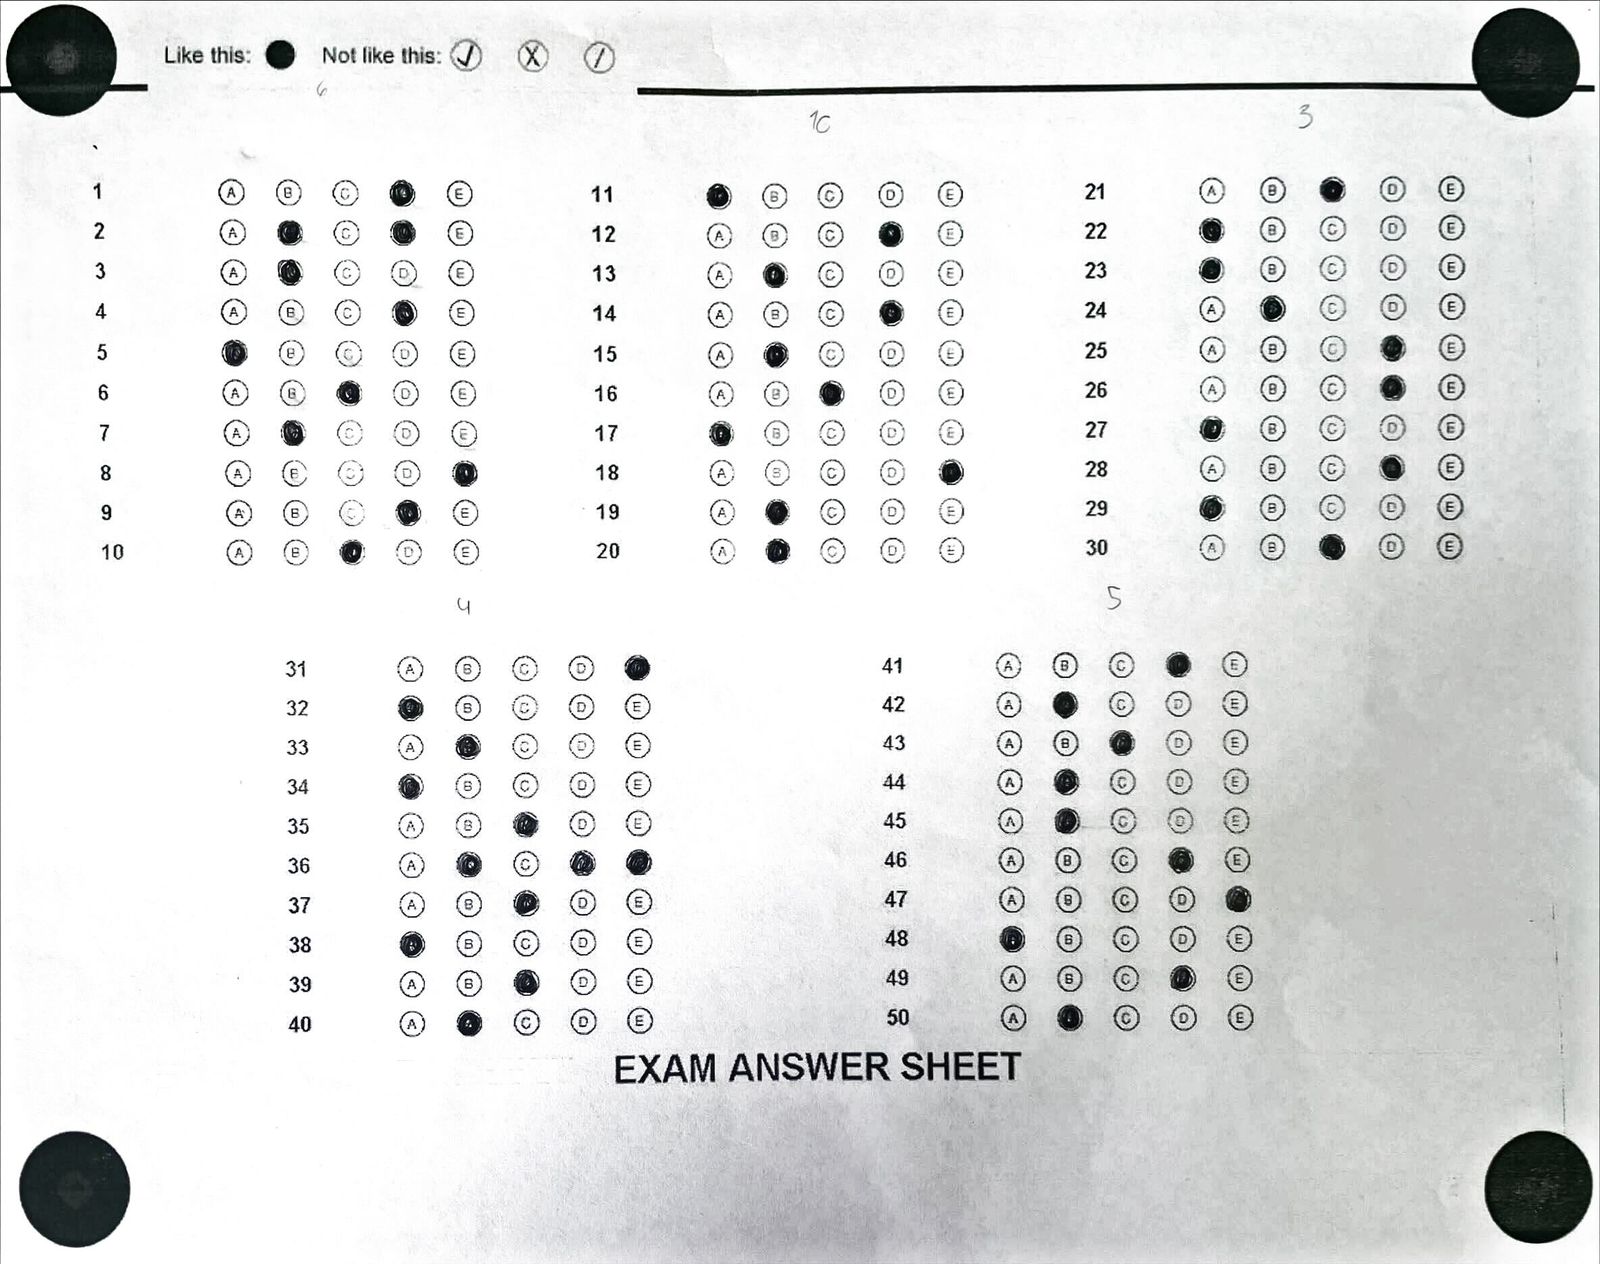 Like this: Not like this:
6
10
3
1 A B C E
2 A C E
3 A C D E
4 A B C E
5 B C D E
6 A B D E
7 A C D E
8 A B C D
9 A B C E
10 A B D E
11 B C D E
12 A B C E
13 A C D E
14 A B C E
15 A C D E
16 A B D E
17 B C D E
18 A B C D
19 A C D E
20 A C D E
21 A B D E
22 B C D E
23 B C D E
24 A C D E
25 A B C E
26 A B C E
27 B C D E
28 A B C E
29 B C D E
30 A B D E
4
5
31 A B C D
32 B C D E
33 A C D E
34 B C D E
35 A B D E
36 A C
37 A B D E
38 B C D E
39 A B D E
40 A C D E
41 A B C E
42 A C D E
43 A B D E
44 A C D E
45 A C D E
46 A B C E
47 A B C D
48 B C D E
49 A B C E
50 A C D E
EXAM ANSWER SHEET